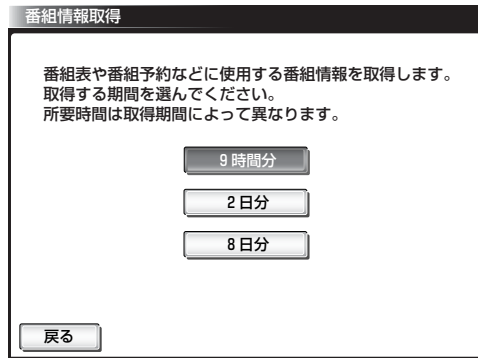 番組情報取得
番組表や番組予約などに使用する番組情報を取得します。
取得する期間を選んでください。
所要時間は取得期間によって異なります。
9時間分
2日分
8日分
戻る